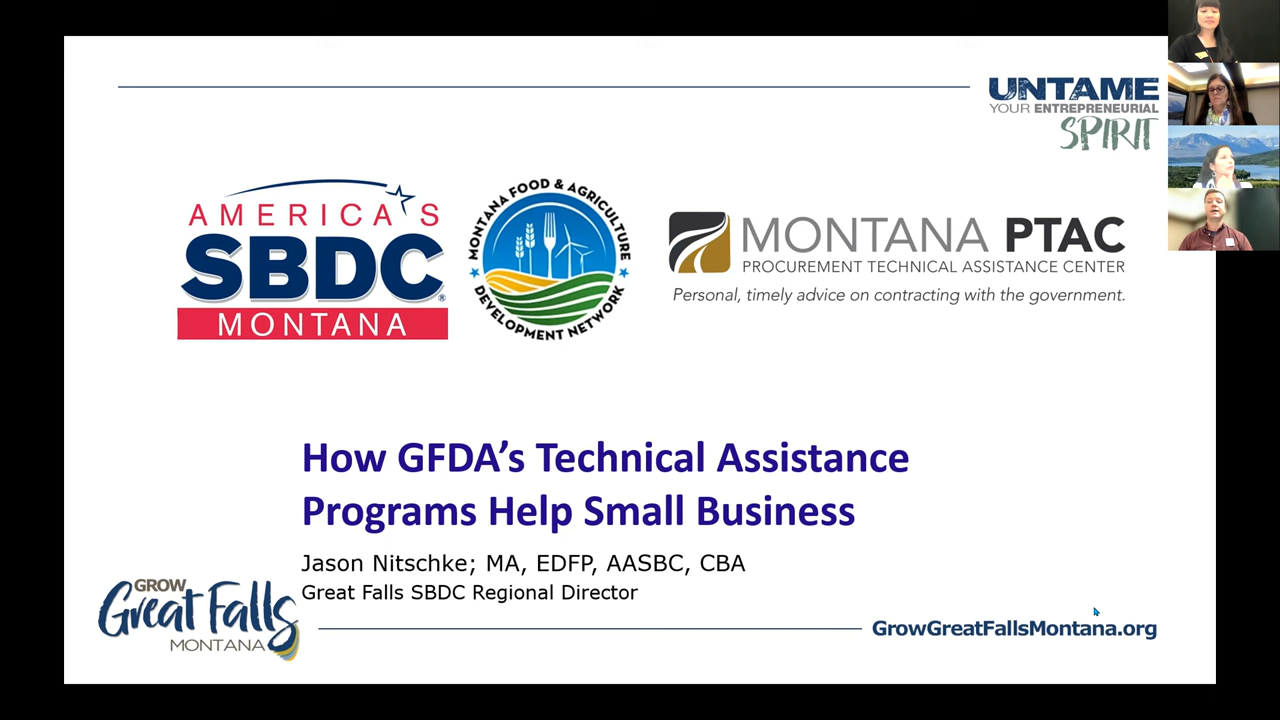 UNTAME
YOUR ENTREPRENEURIAL
SPIRIT
AMERICA'S
SBDC®
MONTANA
MONTANA FOOD & AGRICULTURE
DEVELOPMENT NETWORK
MONTANA PTAC
PROCUREMENT TECHNICAL ASSISTANCE CENTER
Personal, timely advice on contracting with the government.
How GFDA's Technical Assistance
Programs Help Small Business
Jason Nitschke; MA, EDFP, AASBC, CBA
Great Falls SBDC Regional Director
GROW
Great Falls
MONTANA
GrowGreatFallsMontana.org